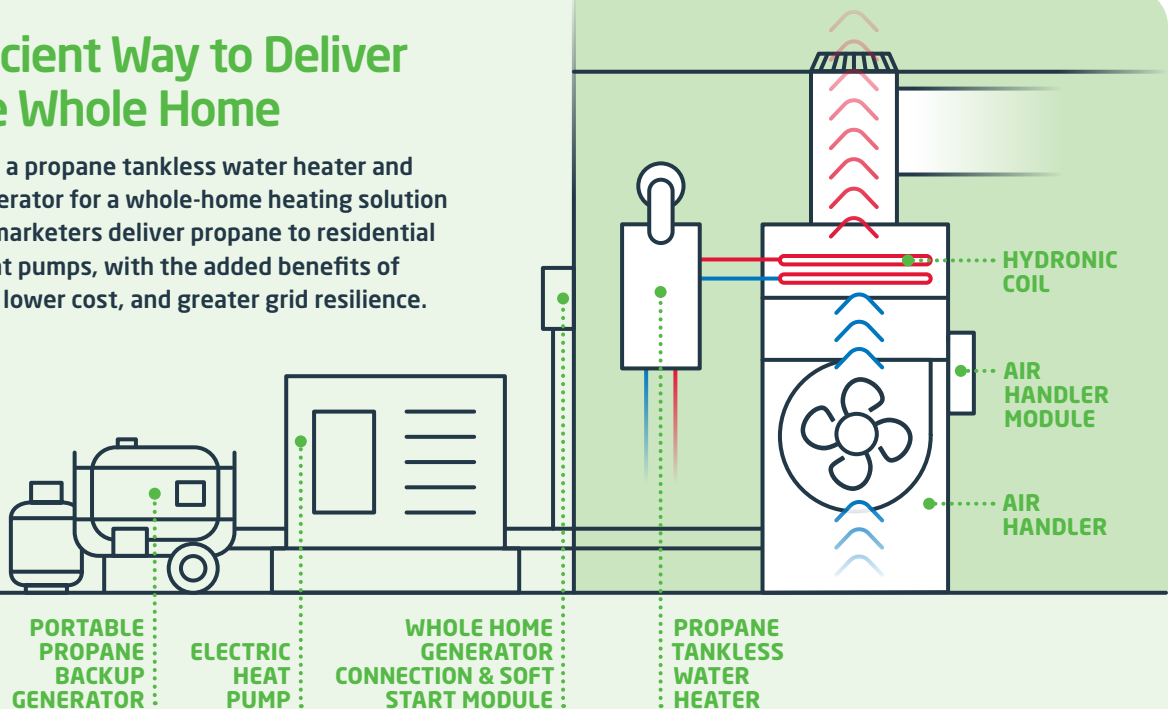 cient Way to Deliver
e Whole Home
a propane tankless water heater and
erator for a whole-home heating solution
marketers deliver propane to residential
t pumps, with the added benefits of
lower cost, and greater grid resilience.
HYDRONIC
COIL
AIR
HANDLER
MODULE
AIR
HANDLER
PORTABLE
PROPANE
BACKUP
GENERATOR
ELECTRIC
HEAT
PUMP
WHOLE HOME
GENERATOR
CONNECTION & SOFT
START MODULE
PROPANE
TANKLESS
WATER
HEATER